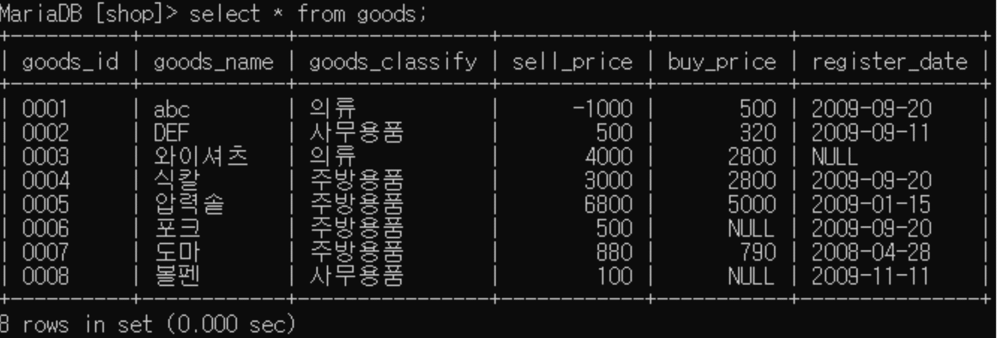 MariaDB [shop]> select * from goods;
+----------+------------+----------------+------------+-----------+---------------+
| goods_id | goods_name | goods_classify | sell_price | buy_price | register_date |
+----------+------------+----------------+------------+-----------+---------------+
| 0001 | abc | 의류 | -1000 | 500 | 2009-09-20 |
| 0002 | DEF | 사무용품 | 500 | 320 | 2009-09-11 |
| 0003 | 와이셔츠 | 의류 | 4000 | 2800 | NULL |
| 0004 | 식칼 | 주방용품 | 3000 | 2800 | 2009-09-20 |
| 0005 | 압력솥 | 주방용품 | 6800 | 5000 | 2009-01-15 |
| 0006 | 포크 | 주방용품 | 500 | NULL | 2009-09-20 |
| 0007 | 도마 | 주방용품 | 880 | 790 | 2008-04-28 |
| 0008 | 볼펜 | 사무용품 | 100 | NULL | 2009-11-11 |
+----------+------------+----------------+------------+-----------+---------------+
8 rows in set (0.000 sec)